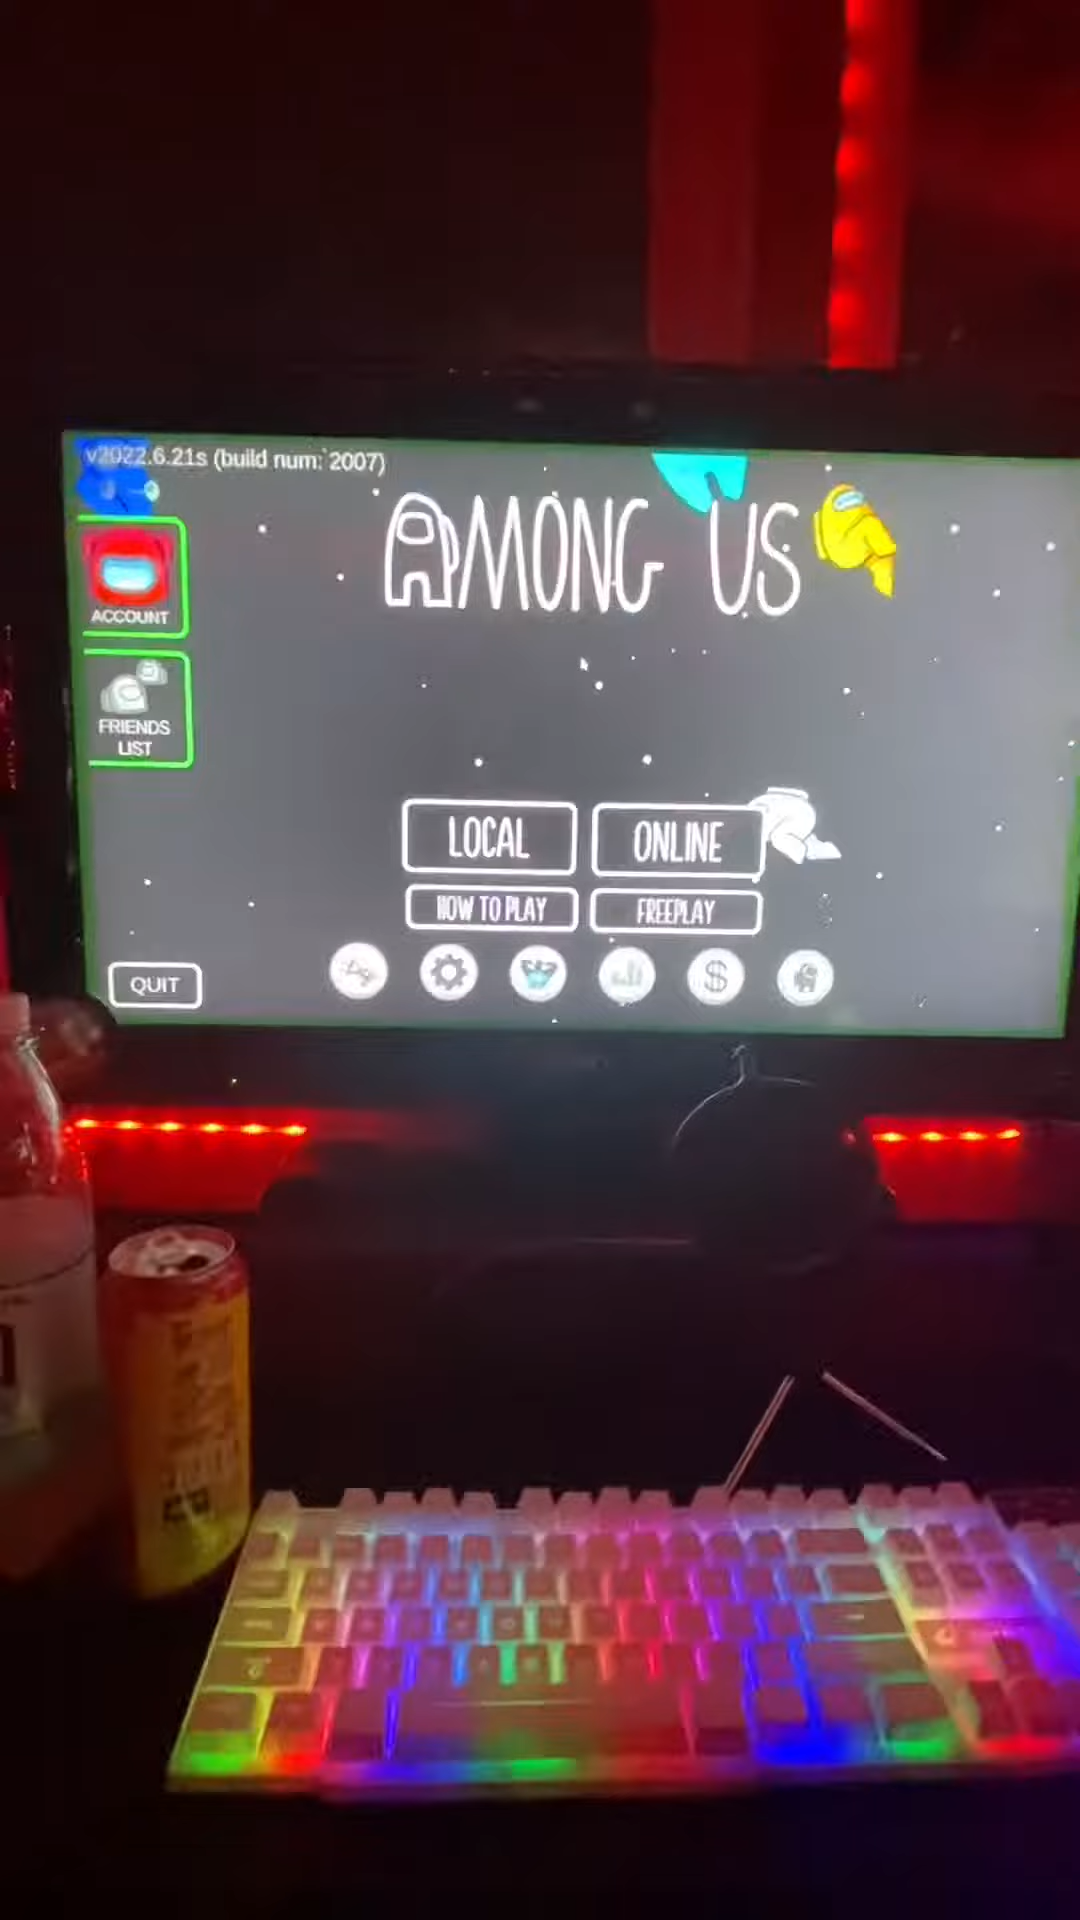 v2022.6.21s (build num: 2007)
AMONG US
ACCOUNT
FRIENDS
LIST
LOCAL
ONLINE
HOW TO PLAY
FREEPLAY
QUIT
$